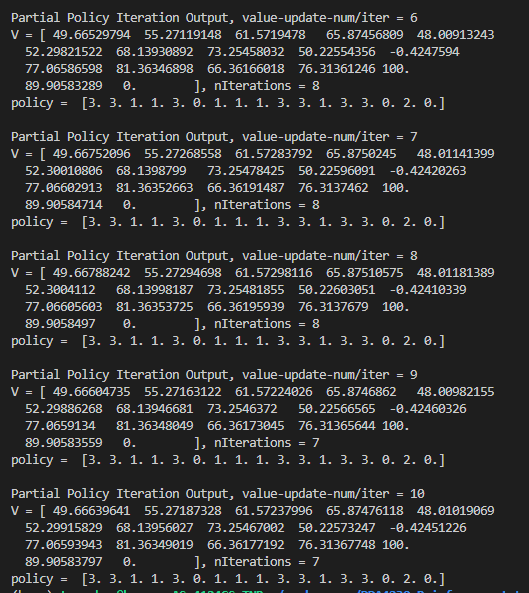 Partial Policy Iteration Output, value-update-num/iter = 6
V = [ 49.66529794  55.27119148  61.5719478   65.87456809  48.00913243
  52.29821522  68.13930892  73.25458032  50.22554356  -0.4247594
  77.06586598  81.36346898  66.36166018  76.31361246 100.
  89.90583289   0.        ], nIterations = 8
policy =  [3. 3. 1. 1. 3. 0. 1. 1. 1. 3. 3. 1. 3. 3. 0. 2. 0.]

Partial Policy Iteration Output, value-update-num/iter = 7
V = [ 49.66752096  55.27268558  61.57283792  65.8750245   48.01141399
  52.30010806  68.1398799   73.25478425  50.22596091  -0.42420263
  77.06602913  81.36352663  66.36191487  76.3137462  100.
  89.90584714   0.        ], nIterations = 8
policy =  [3. 3. 1. 1. 3. 0. 1. 1. 1. 3. 3. 1. 3. 3. 0. 2. 0.]

Partial Policy Iteration Output, value-update-num/iter = 8
V = [ 49.66788242  55.27294698  61.57298116  65.87510575  48.01181389
  52.3004112   68.13998187  73.25481855  50.22603051  -0.42410339
  77.06605603  81.36353725  66.36195939  76.3137679  100.
  89.9058497    0.        ], nIterations = 8
policy =  [3. 3. 1. 1. 3. 0. 1. 1. 1. 3. 3. 1. 3. 3. 0. 2. 0.]

Partial Policy Iteration Output, value-update-num/iter = 9
V = [ 49.66604735  55.27163122  61.57224026  65.8746862   48.00982155
  52.29886268  68.13946681  73.2546372   50.22566565  -0.42460326
  77.0659134   81.36348049  66.36173045  76.31365644 100.
  89.90583559   0.        ], nIterations = 7
policy =  [3. 3. 1. 1. 3. 0. 1. 1. 1. 3. 3. 1. 3. 3. 0. 2. 0.]

Partial Policy Iteration Output, value-update-num/iter = 10
V = [ 49.66639641  55.27187328  61.57237996  65.87476118  48.01019069
  52.29915829  68.13956027  73.25467002  50.22573247  -0.42451226
  77.06593943  81.36349019  66.36177192  76.31367748 100.
  89.90583797   0.        ], nIterations = 7
policy =  [3. 3. 1. 1. 3. 0. 1. 1. 1. 3. 3. 1. 3. 3. 0. 2. 0.]